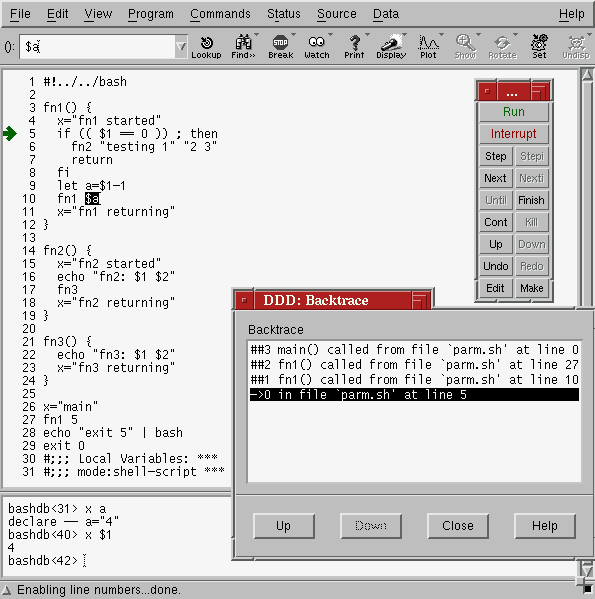 File Edit View Program Commands Status Source Data Help
(): $a Lookup Find>> Break Watch Print Display Plot Show Rotate Set Undisp
1 #!../../bash
2
3 fn1() {
4 x="fn1 started"
5 if (( $1 == 0 )) ; then
6 fn2 "testing 1" "2 3"
7 return
8 fi
9 let a=$1-1
10 fn1 $a
11 x="fn1 returning"
12 }
13
14 fn2() {
15 x="fn2 started"
16 echo "fn2: $1 $2"
17 fn3
18 x="fn2 returning"
19 }
20
21 fn3() {
22 echo "fn3: $1 $2"
23 x="fn3 returning"
24 }
25
26 x="main"
27 fn1 5
28 echo "exit 5" | bash
29 exit 0
30 #;;; Local Variables: ***
31 #;;; mode:shell-script ***
...
Run
Interrupt
Step Stepi
Next Nexti
Until Finish
Cont Kill
Up Down
Undo Redo
Edit Make
DDD: Backtrace
Backtrace
##3 main() called from file `parm.sh' at line 0
##2 fn1() called from file `parm.sh' at line 27
##1 fn1() called from file `parm.sh' at line 10
->0 in file `parm.sh' at line 5
Up Down Close Help
bashdb<31> x a
declare -- a="4"
bashdb<40> x $1
4
bashdb<42>
Enabling line numbers...done.